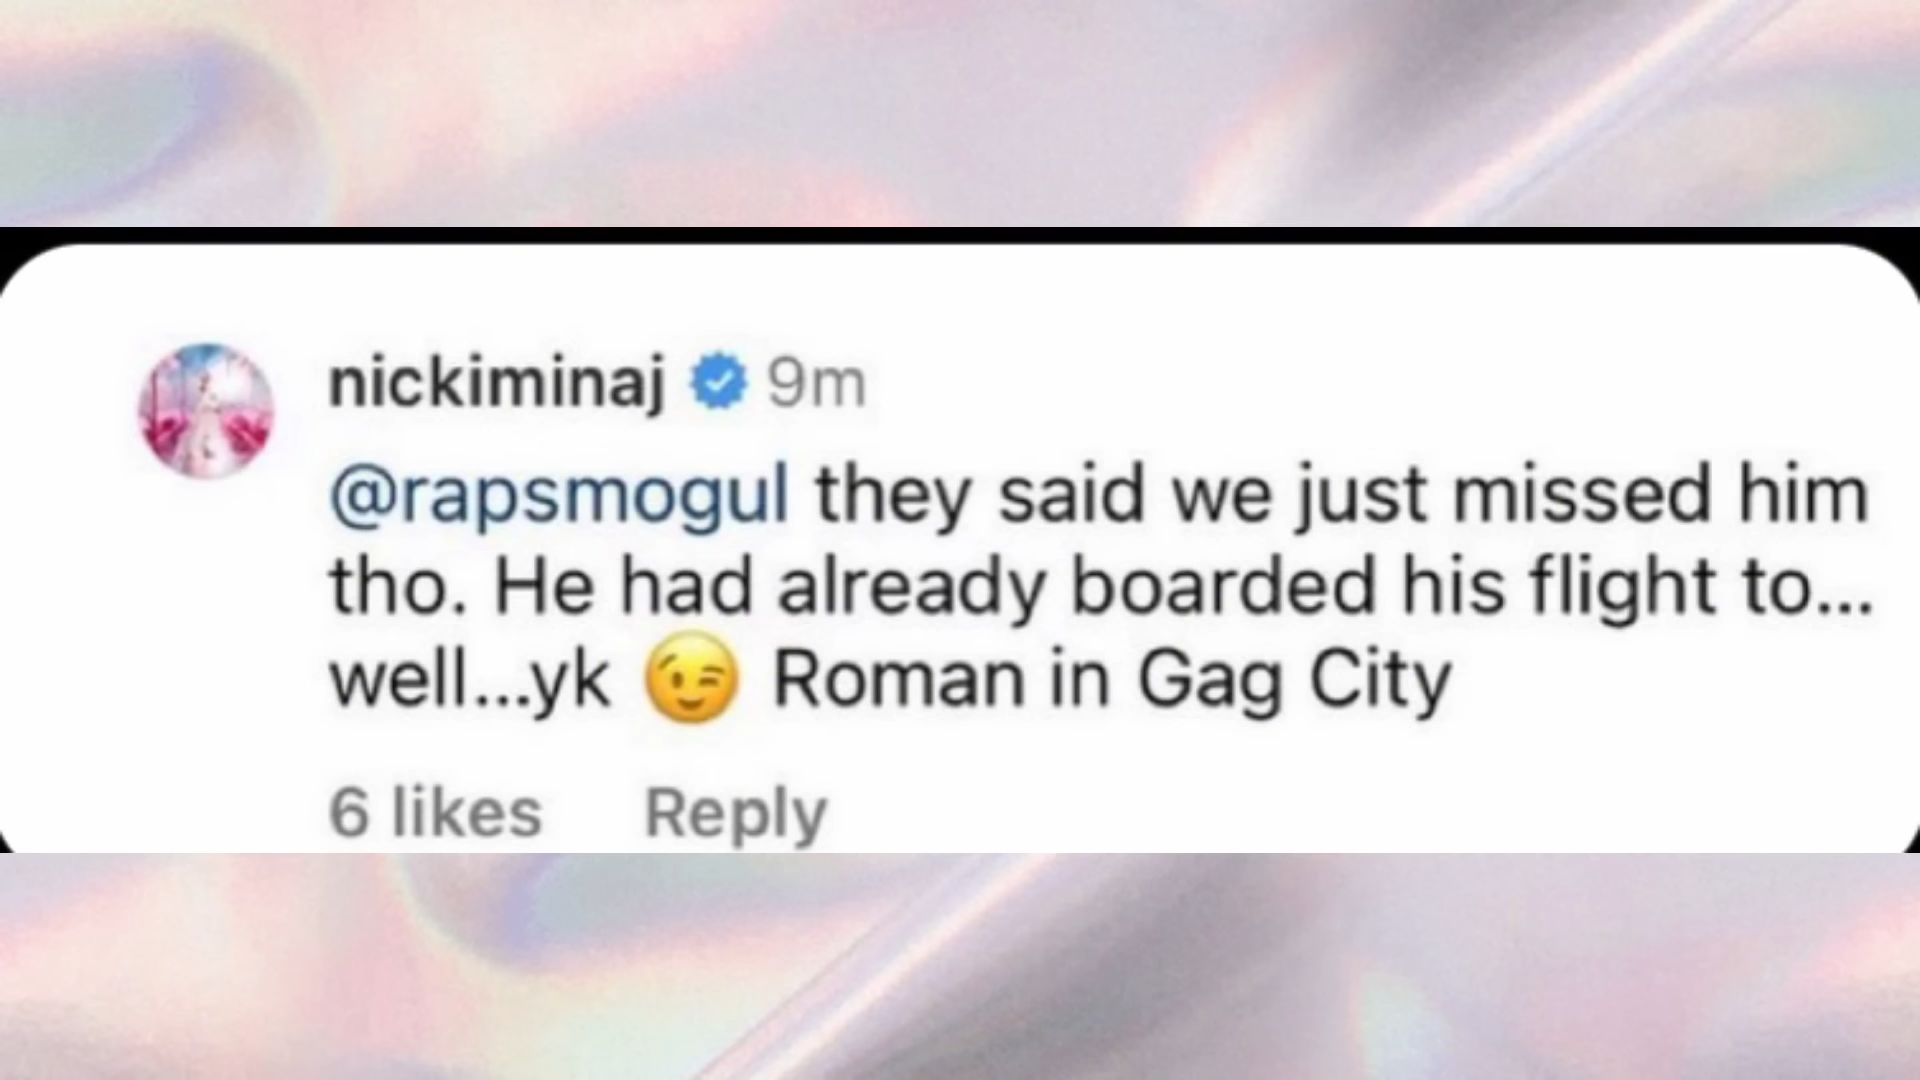 nickiminaj 9m
@rapsmogul they said we just missed him
tho. He had already boarded his flight to...
well...yk 😉 Roman in Gag City
6 likes Reply